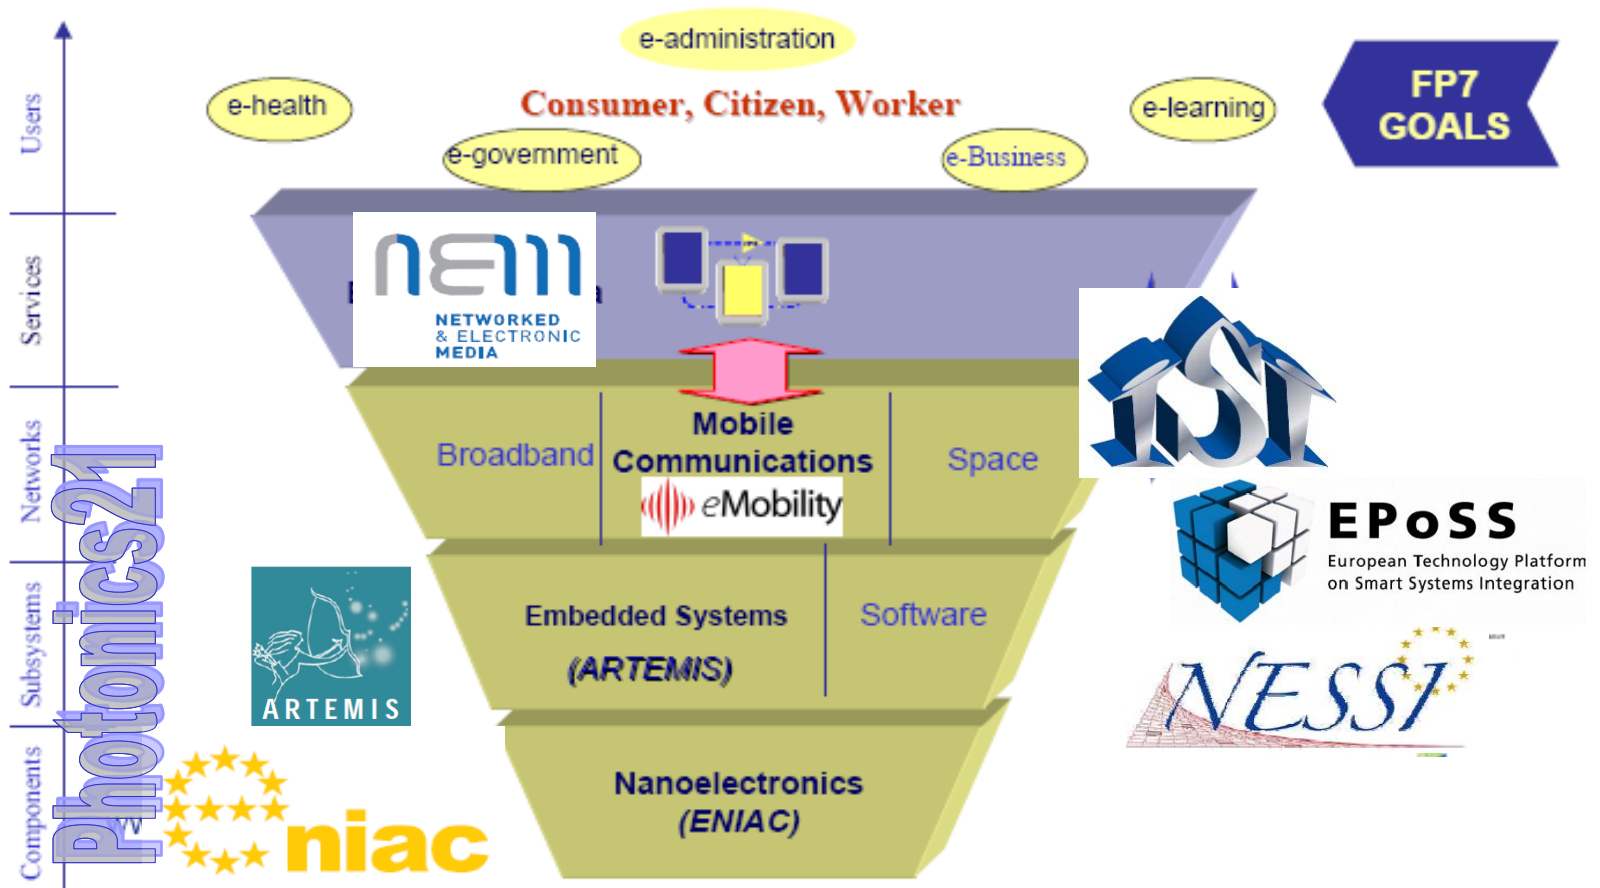 e-administration
e-health
Consumer, Citizen, Worker
e-learning
FP7
GOALS
e-government
e-Business
Users
Services
Networks
Subsystems
Components
nem
NETWORKED
& ELECTRONIC
MEDIA
ISI
Broadband
Mobile
Communications
Space
eMobility
EPoSS
European Technology Platform
on Smart Systems Integration
Photonics21
Embedded Systems
(ARTEMIS)
Software
ARTEMIS
NESSI
Nanoelectronics
(ENIAC)
eniac